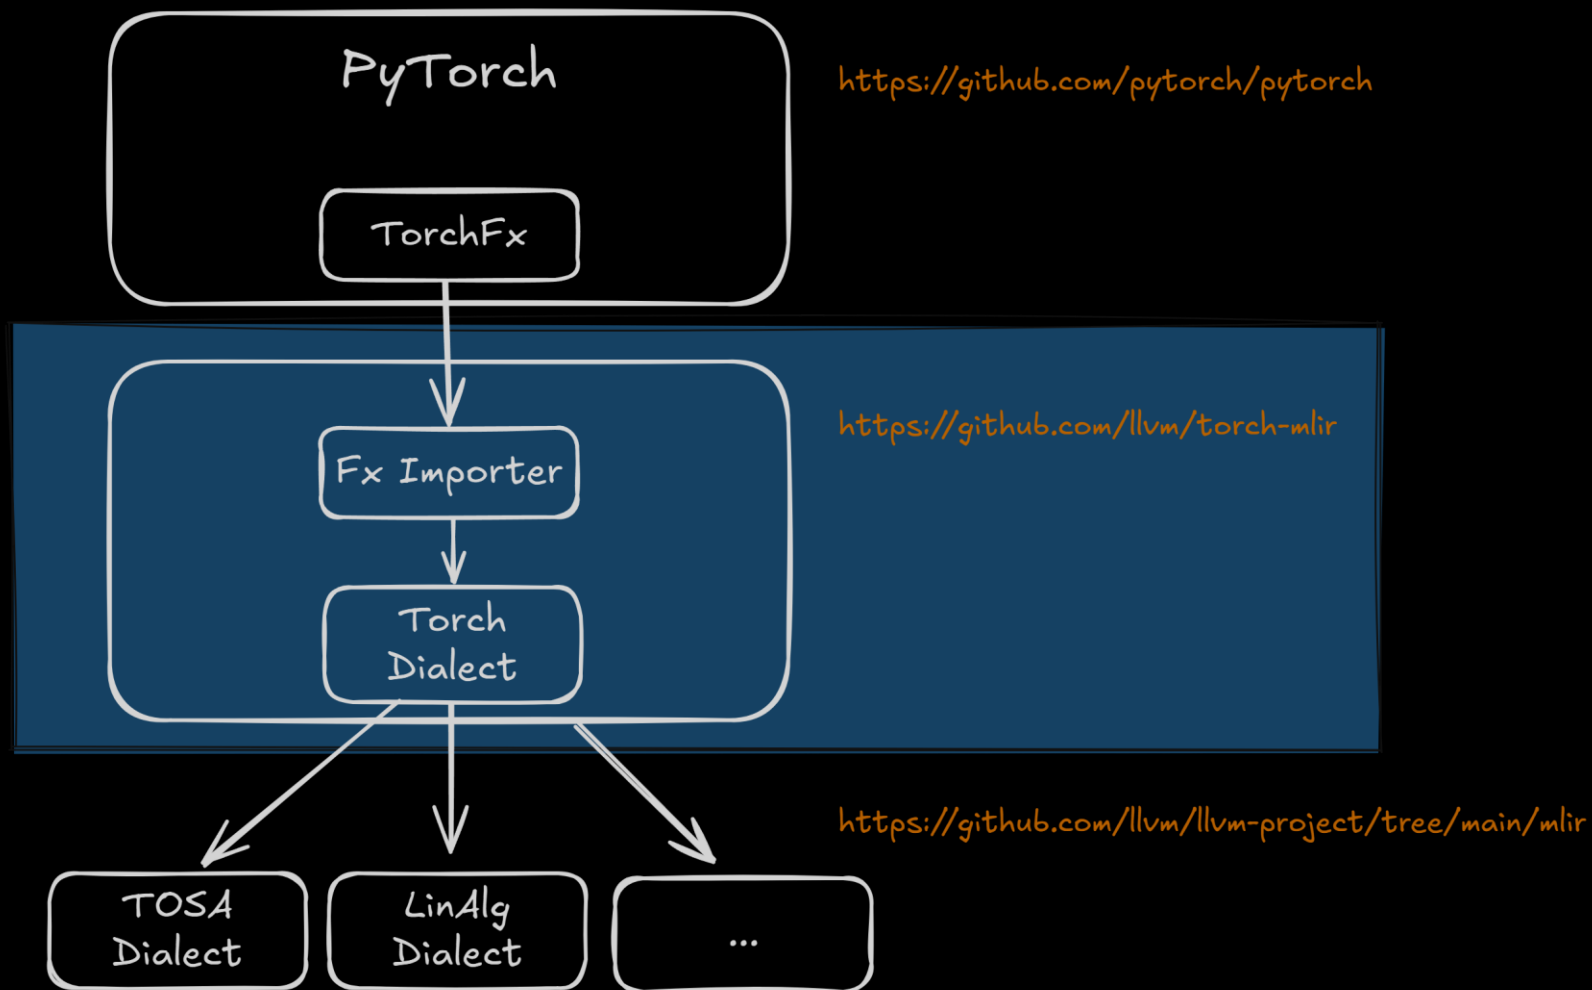 PyTorch
https://github.com/pytorch/pytorch
TorchFx
https://github.com/llvm/torch-mlir
Fx Importer
Torch
Dialect
https://github.com/llvm/llvm-project/tree/main/mlir
TOSA
Dialect
LinAlg
Dialect
...